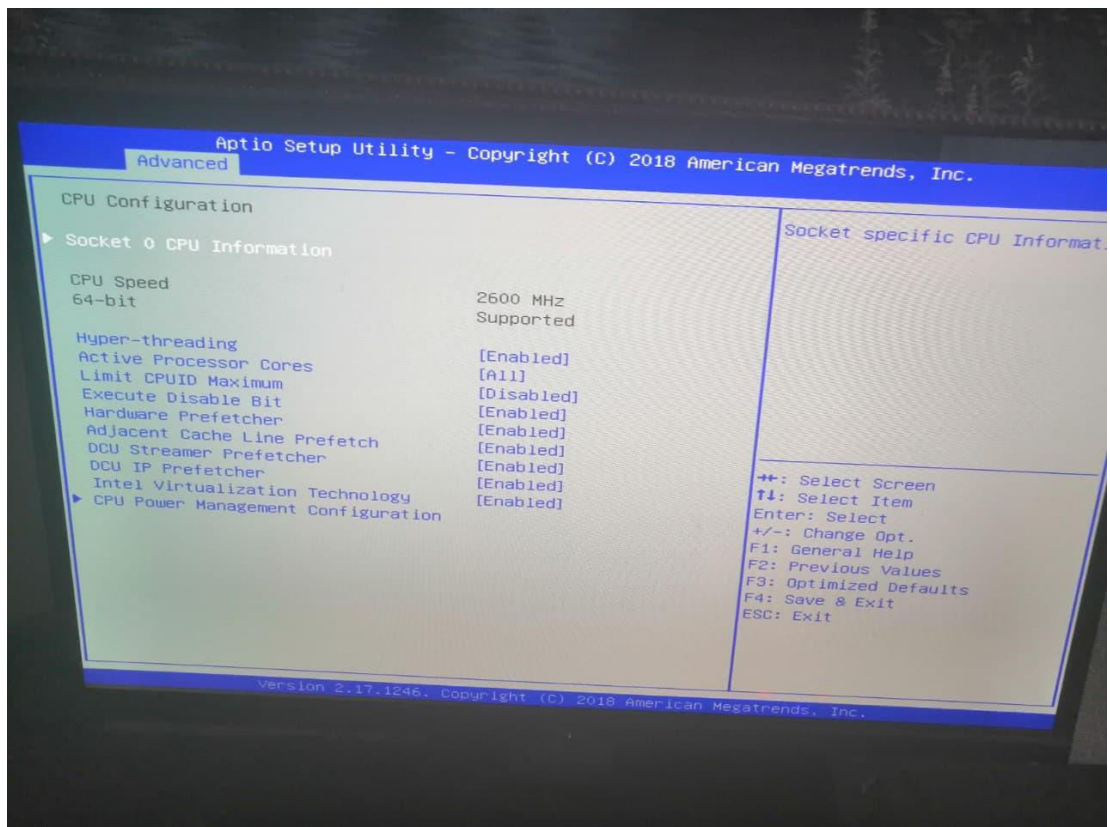 Aptio Setup Utility – Copyright (C) 2018 American Megatrends, Inc.
Advanced
CPU Configuration
Socket 0 CPU Information
CPU Speed 2600 MHz
64-bit Supported
Hyper-threading [Enabled]
Active Processor Cores [All]
Limit CPUID Maximum [Disabled]
Execute Disable Bit [Enabled]
Hardware Prefetcher [Enabled]
Adjacent Cache Line Prefetch [Enabled]
DCU Streamer Prefetcher [Enabled]
DCU IP Prefetcher [Enabled]
Intel Virtualization Technology [Enabled]
CPU Power Management Configuration
Socket specific CPU Informat
: Select Screen
↑↓: Select Item
Enter: Select
+/-: Change Opt.
F1: General Help
F2: Previous Values
F3: Optimized Defaults
F4: Save & Exit
ESC: Exit
Version 2.17.1246. Copyright (C) 2018 American Megatrends, Inc.